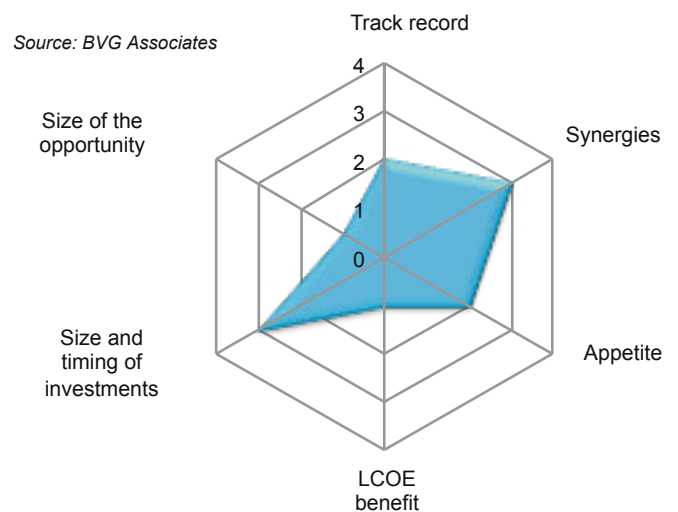 Track record
Source: BVG Associates
4
Size of the
opportunity
3
Synergies
2
1
0
Size and
timing of
investments
Appetite
LCOE
benefit